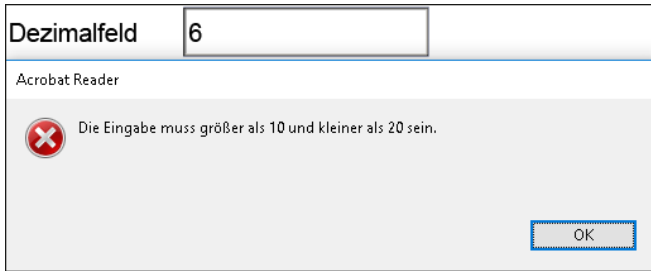 Dezimalfeld 6
Acrobat Reader
Die Eingabe muss größer als 10 und kleiner als 20 sein.
OK